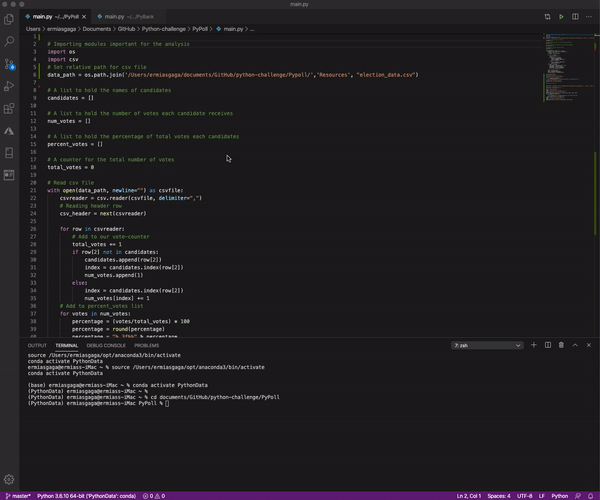 main.py
main.py ~/.../PyPoll
main.py ~/.../PyBank
Users > ermiasgaga > Documents > GitHub > Python-challenge > PyPoll > main.py > ...
1
2 # Importing modules important for the analysis
3 import os
4 import csv
5 # Set relative path for csv file
6 data_path = os.path.join('/Users/ermiasgaga/documents/GitHub/python-challenge/Pypoll/','Resources", "election_data.csv")
7
8 # A list to hold the names of candidates
9 candidates = []
10
11 # A list to hold the number of votes each candidate receives
12 num_votes = []
13
14 # A list to hold the percentage of total votes each candidates
15 percent_votes = []
16
17 # A counter for the total number of votes
18 total_votes = 0
19
20 # Read csv file
21 with open(data_path, newline="") as csvfile:
22 csvreader = csv.reader(csvfile, delimiter=",")
23 # Reading header row
24 csv_header = next(csvreader)
25
26 for row in csvreader:
27 # Add to our vote-counter
28 total_votes += 1
29 if row[2] not in candidates:
30 candidates.append(row[2])
31 index = candidates.index(row[2])
32 num_votes.append(1)
33 else:
34 index = candidates.index(row[2])
35 num_votes[index] += 1
36 # Add to percent_votes list
37 for votes in num_votes:
38 percentage = (votes/total_votes) * 100
39 percentage = round(percentage)
40 percentage = "%.3f%%" % percentage
OUTPUT TERMINAL DEBUG CONSOLE PROBLEMS 7: zsh
source /Users/ermiasgaga/opt/anaconda3/bin/activate
conda activate PythonData
ermiasgaga@ermiass-iMac ~ % source /Users/ermiasgaga/opt/anaconda3/bin/activate
conda activate PythonData
(base) ermiasgaga@ermiass-iMac ~ % conda activate PythonData
(PythonData) ermiasgaga@ermiass-iMac ~ %
(PythonData) ermiasgaga@ermiass-iMac ~ % cd documents/GitHub/python-challenge/PyPoll
(PythonData) ermiasgaga@ermiass-iMac PyPoll %
master* Python 3.6.10 64-bit ('PythonData': conda) 0 0 Ln 2, Col 1 Spaces: 4 UTF-8 LF Python